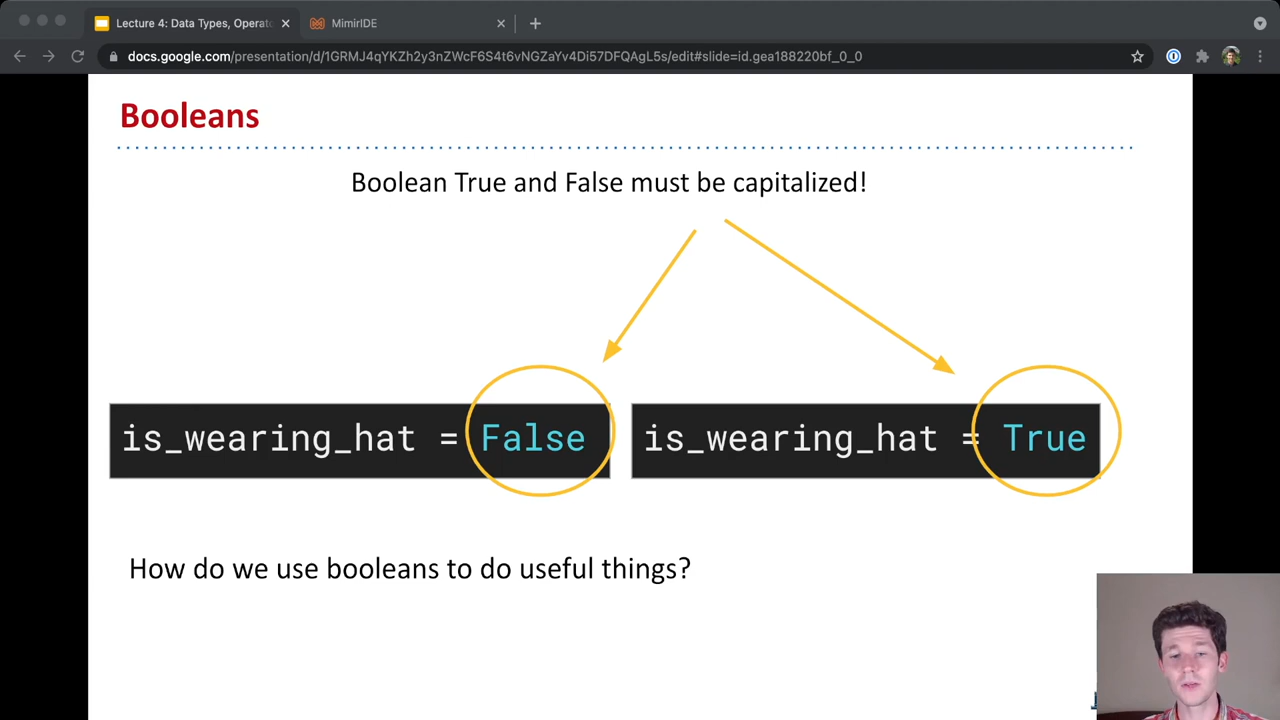 Lecture 4: Data Types, Operato
MimirIDE
docs.google.com/presentation/d/1GRMJ4qYKZh2y3nZWcF6S4t6vNGZaYv4Di57DFQAgL5s/edit#slide=id.gea188220bf_0_0
Booleans
Boolean True and False must be capitalized!
is_wearing_hat = False
is_wearing_hat = True
How do we use booleans to do useful things?